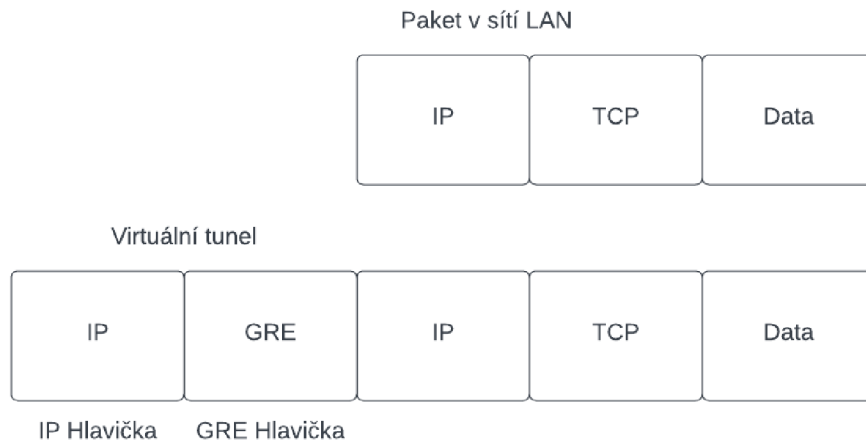 Paket v sítí LAN
IP TCP Data
Virtuální tunel
IP GRE IP TCP Data
IP Hlavička GRE Hlavička